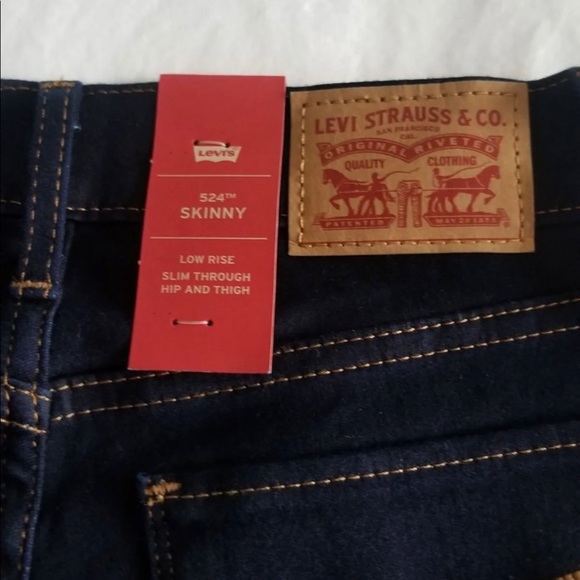 Levi's
524™
SKINNY
LOW RISE
SLIM THROUGH
HIP AND THIGH
LEVI STRAUSS & CO.
SAN FRANCISCO
CAL.
ORIGINAL RIVETED
QUALITY CLOTHING
PATENTED MAY 20 1873